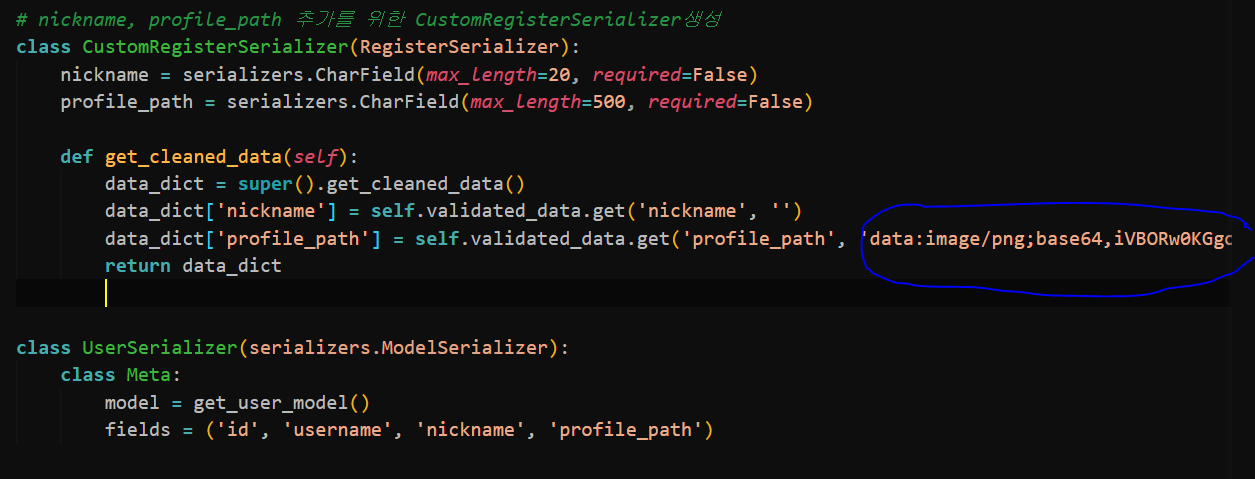 # nickname, profile_path 추가를 위한 CustomRegisterSerializer생성
class CustomRegisterSerializer(RegisterSerializer):
    nickname = serializers.CharField(max_length=20, required=False)
    profile_path = serializers.CharField(max_length=500, required=False)
    def get_cleaned_data(self):
        data_dict = super().get_cleaned_data()
        data_dict['nickname'] = self.validated_data.get('nickname', '')
        data_dict['profile_path'] = self.validated_data.get('profile_path', 'data:image/png;base64,iVBORw0KGgo
        return data_dict
class UserSerializer(serializers.ModelSerializer):
    class Meta:
        model = get_user_model()
        fields = ('id', 'username', 'nickname', 'profile_path')